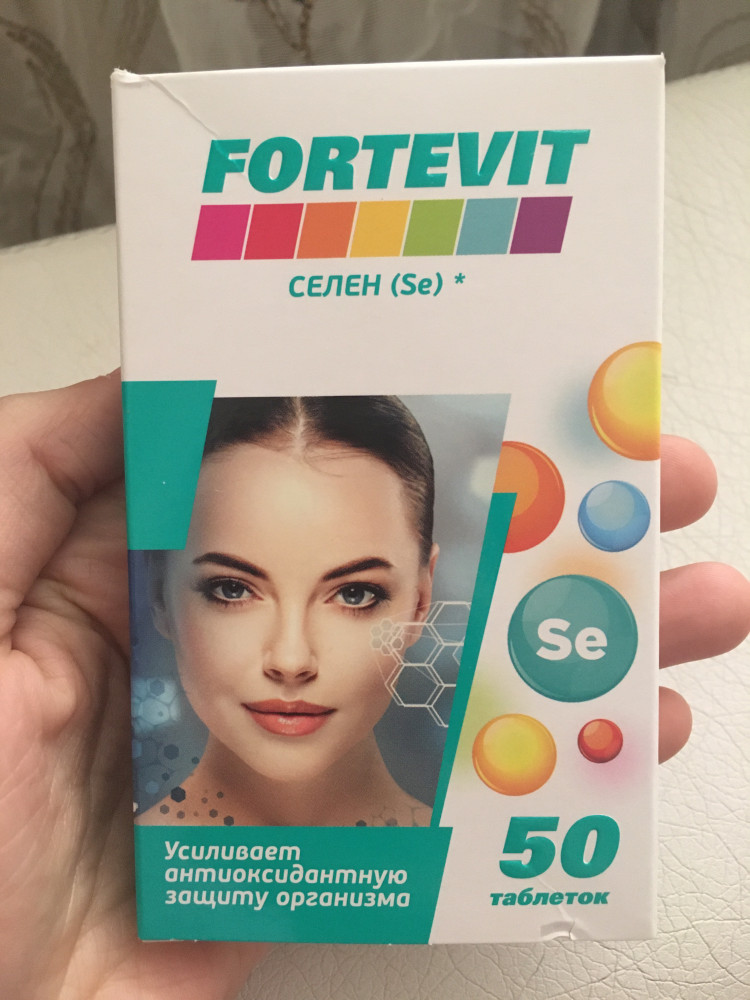 FORTEVIT
СЕЛЕН (Se) *
Se
50
таблеток
Усиливает
антиоксидантную
защиту организма